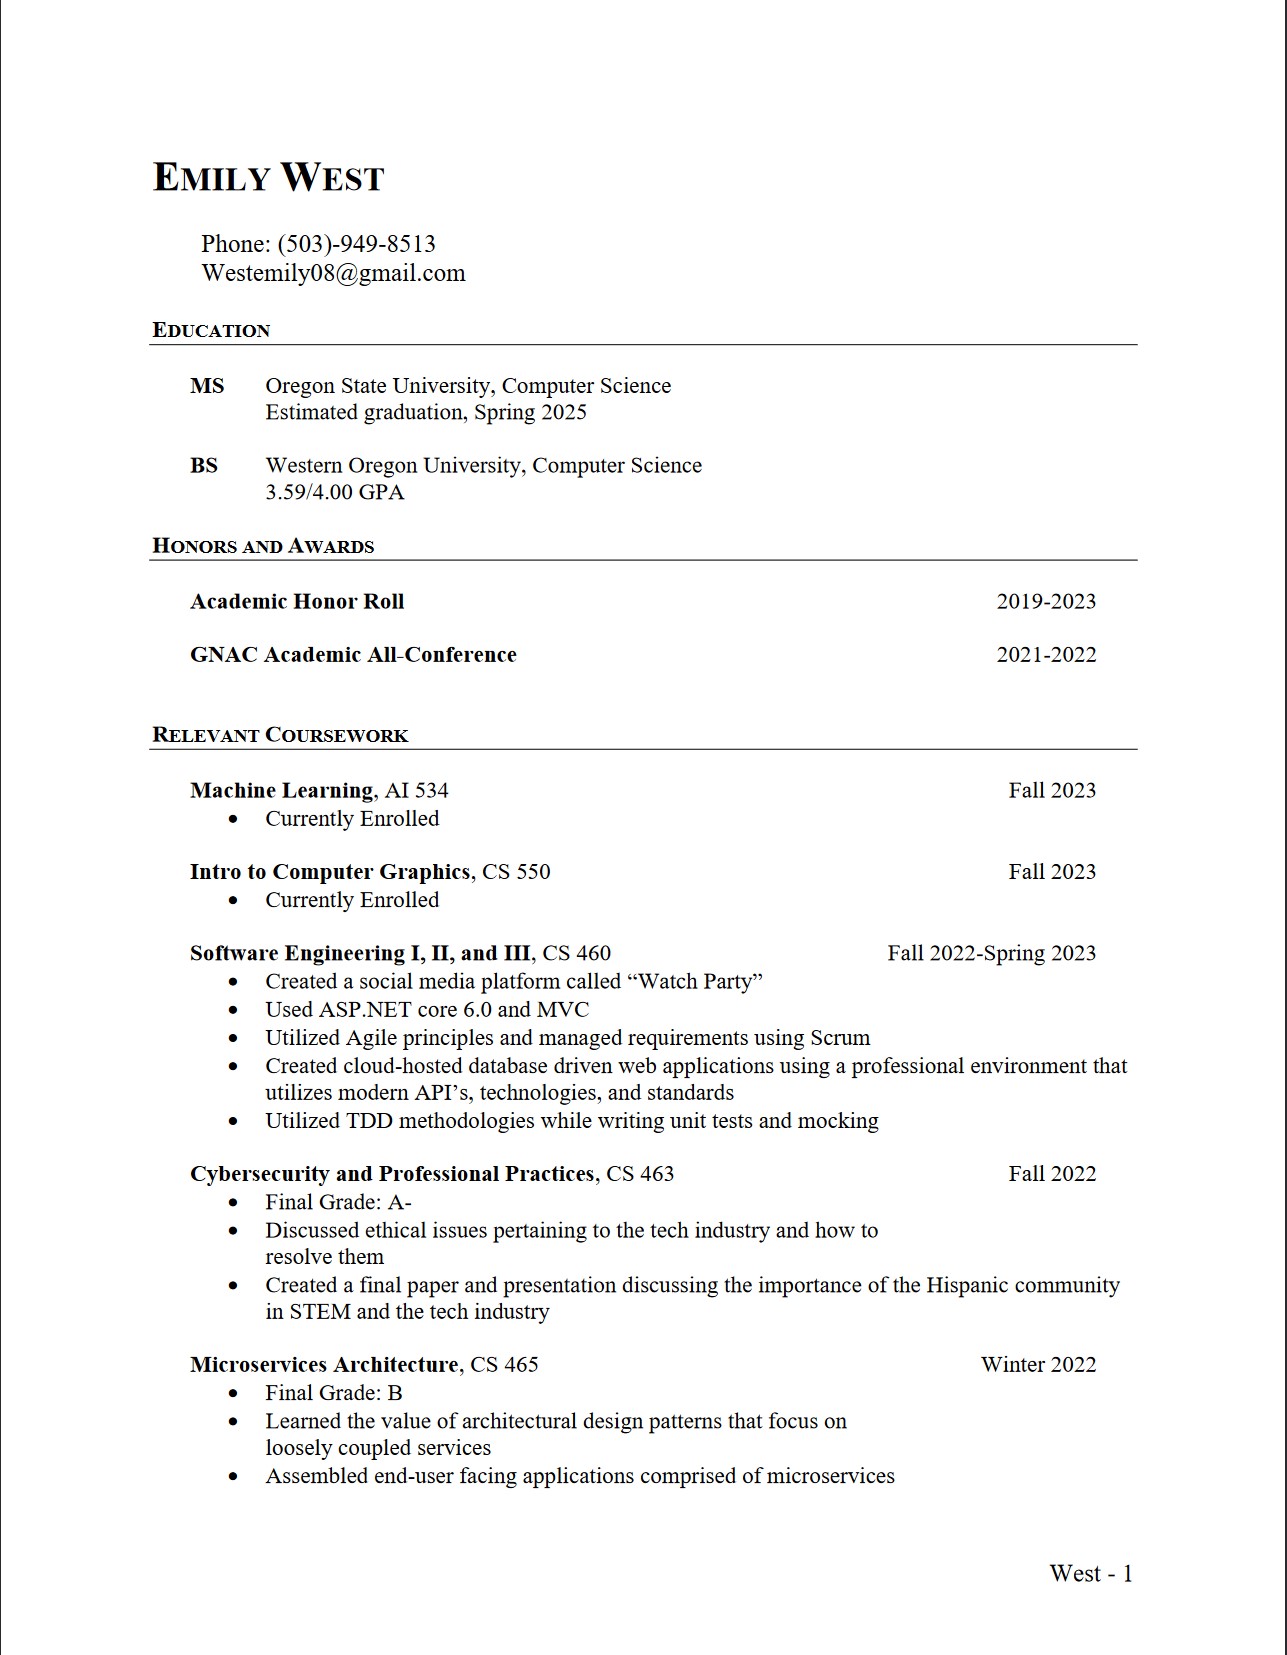 EMILY WEST
Phone: (503)-949-8513
Westemily08@gmail.com
EDUCATION
MS Oregon State University, Computer Science
Estimated graduation, Spring 2025
BS Western Oregon University, Computer Science
3.59/4.00 GPA
HONORS AND AWARDS
Academic Honor Roll 2019-2023
GNAC Academic All-Conference 2021-2022
RELEVANT COURSEWORK
Machine Learning, AI 534 Fall 2023
• Currently Enrolled
Intro to Computer Graphics, CS 550 Fall 2023
• Currently Enrolled
Software Engineering I, II, and III, CS 460 Fall 2022-Spring 2023
• Created a social media platform called “Watch Party”
• Used ASP.NET core 6.0 and MVC
• Utilized Agile principles and managed requirements using Scrum
• Created cloud-hosted database driven web applications using a professional environment that
utilizes modern API’s, technologies, and standards
• Utilized TDD methodologies while writing unit tests and mocking
Cybersecurity and Professional Practices, CS 463 Fall 2022
• Final Grade: A-
• Discussed ethical issues pertaining to the tech industry and how to
resolve them
• Created a final paper and presentation discussing the importance of the Hispanic community
in STEM and the tech industry
Microservices Architecture, CS 465 Winter 2022
• Final Grade: B
• Learned the value of architectural design patterns that focus on
loosely coupled services
• Assembled end-user facing applications comprised of microservices
West - 1